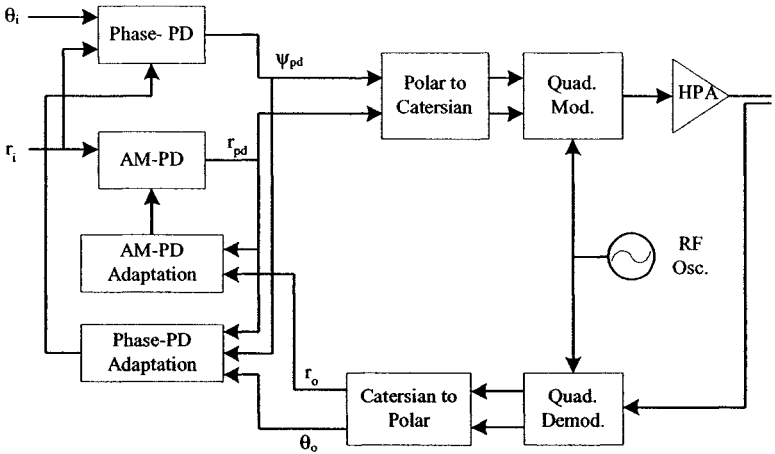 θi
Phase- PD
ψpd
Polar to
Catersian
Quad.
Mod.
HPA
ri
AM-PD
rpd
AM-PD
Adaptation
RF
Osc.
Phase-PD
Adaptation
ro
Catersian to
Polar
Quad.
Demod.
θo